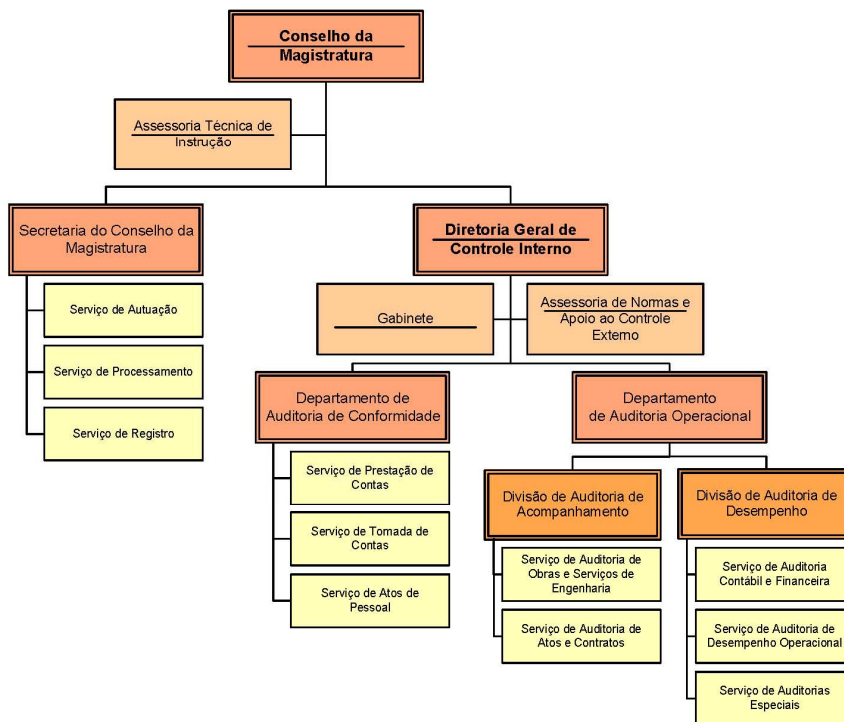 Conselho da
Magistratura
Assessoria Técnica de
Instrução
Secretaria do Conselho da
Magistratura
Diretoria Geral de
Controle Interno
Serviço de Autuação
Serviço de Processamento
Serviço de Registro
Gabinete
Assessoria de Normas e
Apoio ao Controle
Externo
Departamento de
Auditoria de Conformidade
Departamento
de Auditoria Operacional
Serviço de Prestação de
Contas
Serviço de Tomada de
Contas
Serviço de Atos de
Pessoal
Divisão de Auditoria de
Acompanhamento
Divisão de Auditoria de
Desempenho
Serviço de Auditoria de
Obras e Serviços de
Engenharia
Serviço de Auditoria de
Atos e Contratos
Serviço de Auditoria
Contábil e Financeira
Serviço de Auditoria de
Desempenho Operacional
Serviço de Auditorias
Especiais